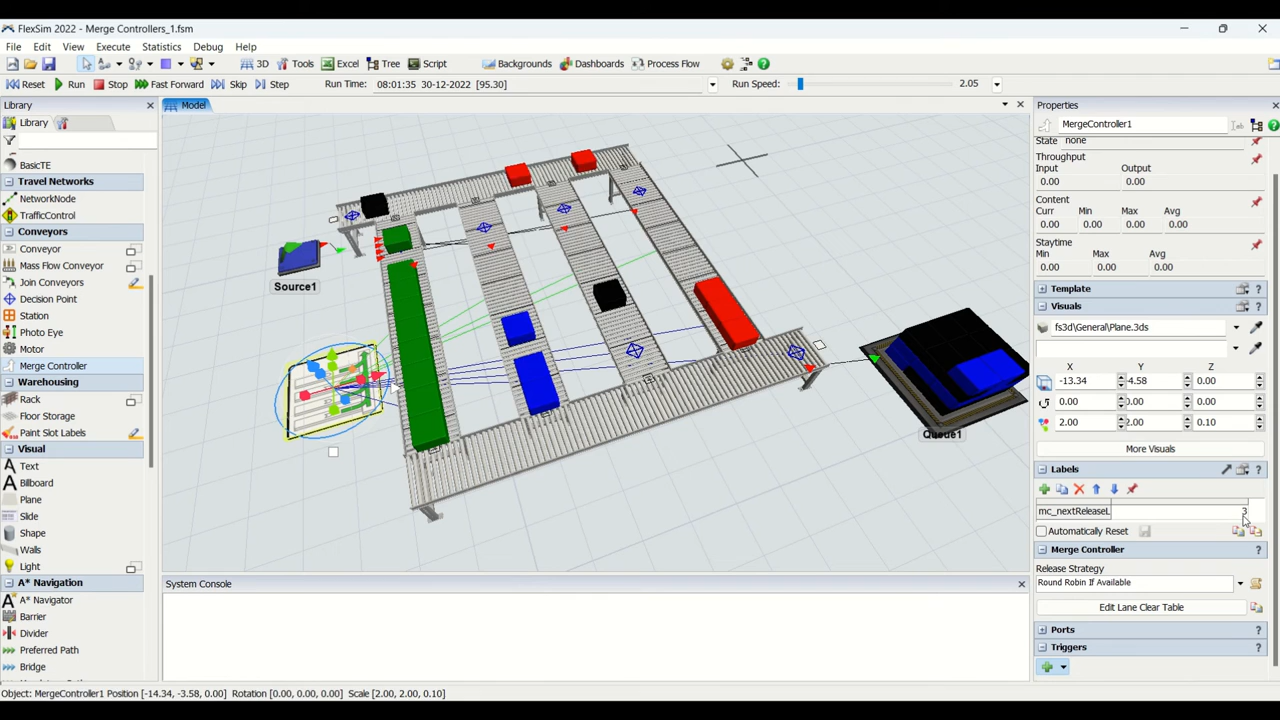 FlexSim 2022 - Merge Controllers_1.fsm
File Edit View Execute Statistics Debug Help
3D Tools Excel Tree Script Backgrounds Dashboards Process Flow
Reset Run Stop Fast Forward Skip Step Run Time: 08:01:35 30-12-2022 [95.30] Run Speed: 2.05
Library
Library
BasicTE
Travel Networks
NetworkNode
TrafficControl
Conveyors
Conveyor
Mass Flow Conveyor
Join Conveyors
Decision Point
Station
Photo Eye
Motor
Merge Controller
Warehousing
Rack
Floor Storage
Paint Slot Labels
Visual
Text
Billboard
Plane
Slide
Shape
Walls
Light
A* Navigation
A* Navigator
Barrier
Divider
Preferred Path
Bridge
Model
Source1
Queue1
System Console
Properties
MergeController1
State none
Throughput
Input Output
0.00 0.00
Content
Curr Min Max Avg
0.00 0.00 0.00 0.00
Staytime
Min Max Avg
0.00 0.00 0.00
Template
Visuals
fs3d\General\Plane.3ds
X Y Z
-13.34 4.58 0.00
0.00 0.00 0.00
2.00 2.00 0.10
More Visuals
Labels
mc_nextReleaseL 3
Automatically Reset
Merge Controller
Release Strategy
Round Robin If Available
Edit Lane Clear Table
Ports
Triggers
Object: MergeController1 Position [-14.34, -3.58, 0.00] Rotation [0.00, 0.00, 0.00] Scale [2.00, 2.00, 0.10]